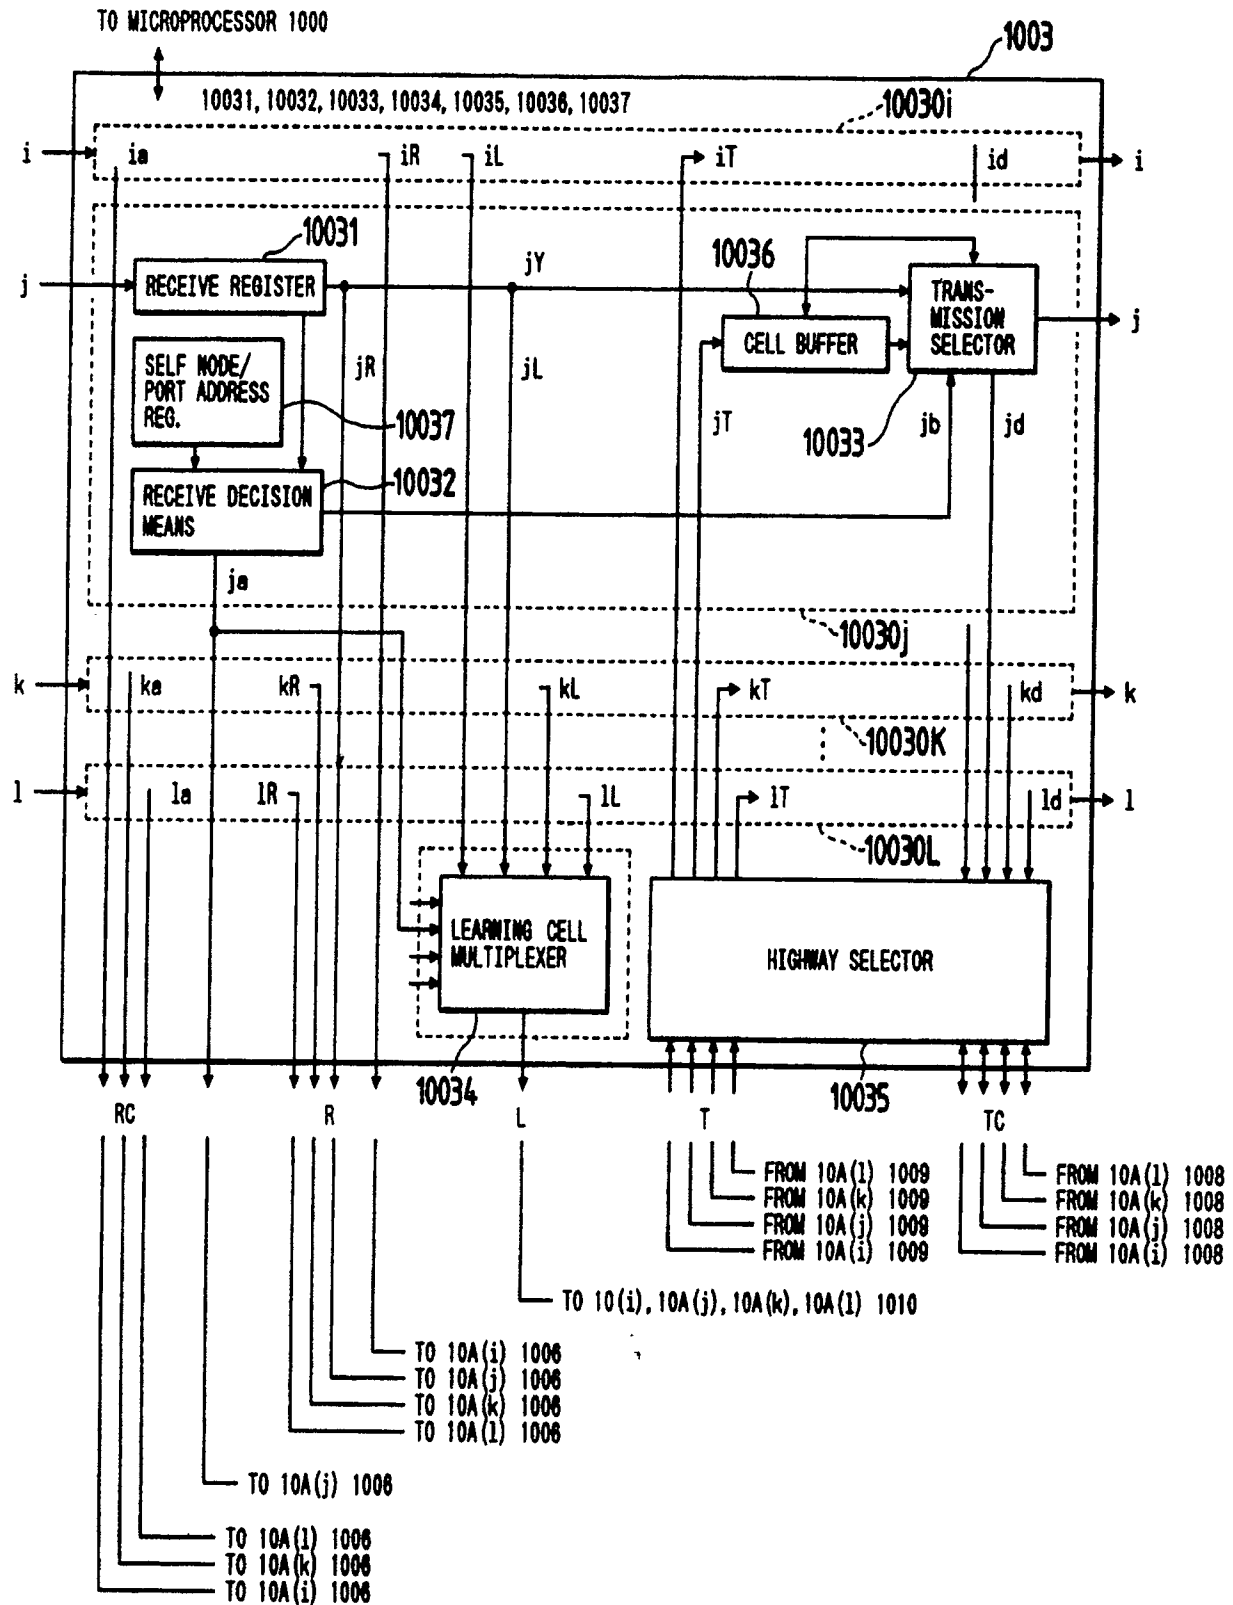 TO MICROPROCESSOR 1000
1003
10031, 10032, 10033, 10034, 10035, 10036, 10037
10030i
i
ia
iR
iL
iT
id
i
10031
10036
j
RECEIVE REGISTER
jY
TRANS-
MISSION
SELECTOR
j
CELL BUFFER
SELF NODE/
PORT ADDRESS
REG.
jR
jL
jT
10037
10033
jb
jd
10032
RECEIVE DECISION
MEANS
ja
10030j
k
ka
kR
kL
kT
kd
k
10030K
l
la
lR
lL
lT
ld
l
10030L
LEARNING CELL
MULTIPLEXER
HIGHWAY SELECTOR
10034
10035
RC
R
L
T
TC
FROM 10A(l) 1009
FROM 10A(k) 1009
FROM 10A(j) 1009
FROM 10A(i) 1009
FROM 10A(l) 1008
FROM 10A(k) 1008
FROM 10A(j) 1008
FROM 10A(i) 1008
TO 10(i), 10A(j), 10A(k), 10A(l) 1010
TO 10A(i) 1006
TO 10A(j) 1006
TO 10A(k) 1006
TO 10A(l) 1006
TO 10A(j) 1006
TO 10A(l) 1006
TO 10A(k) 1006
TO 10A(i) 1006